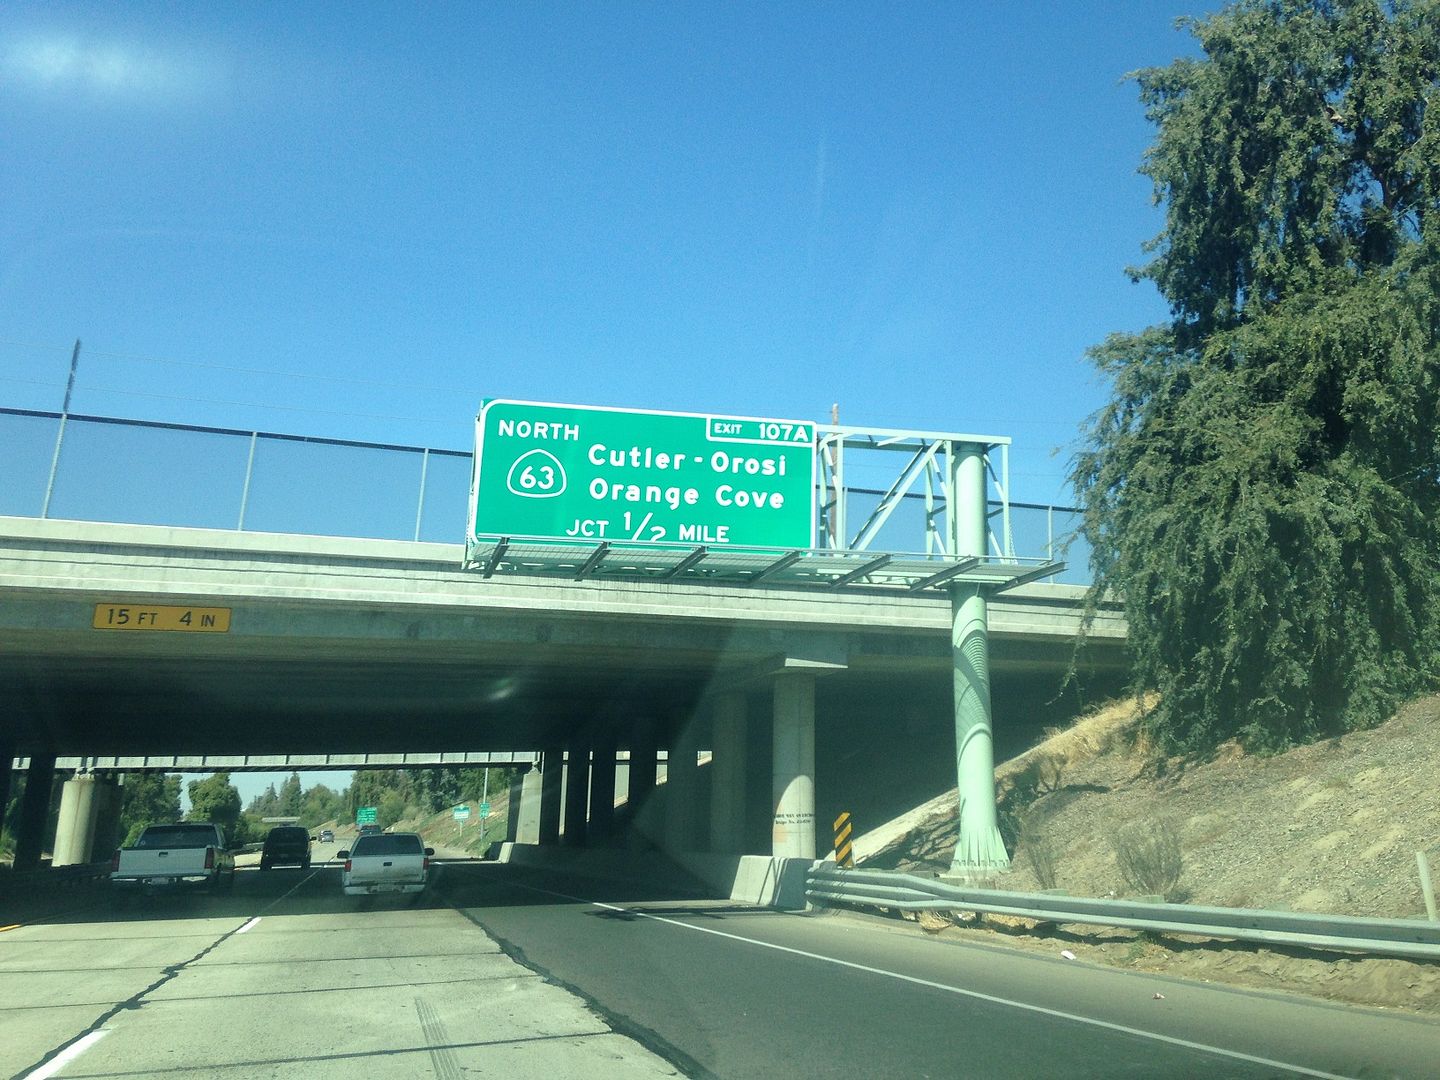 NORTH
EXIT 107A
63
Cutler - Orosi
Orange Cove
JCT 1/2 MILE
15 FT 4 IN